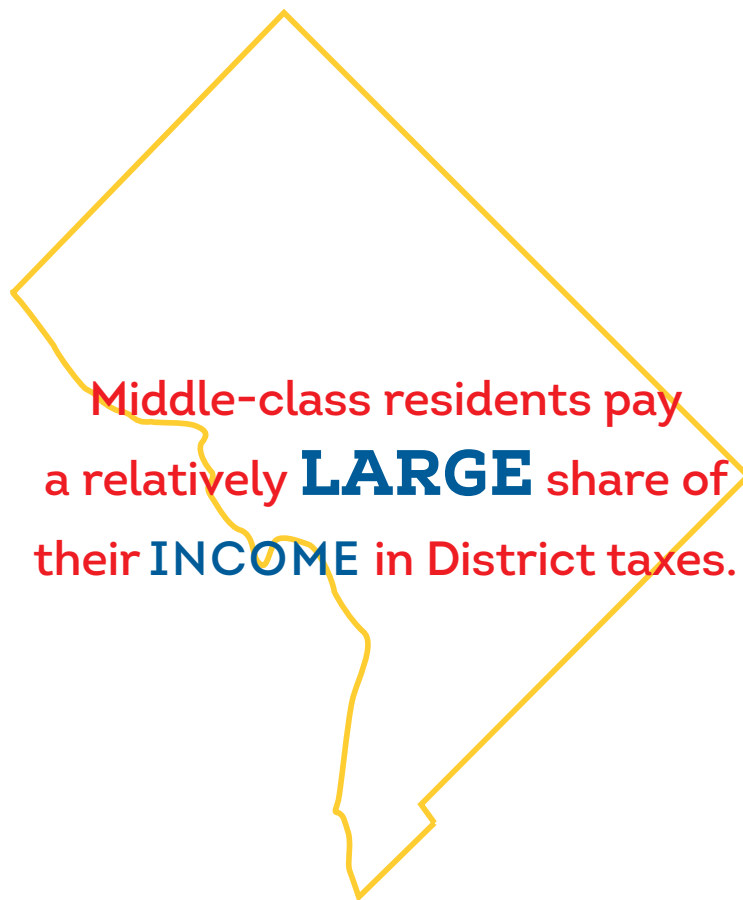 Middle-class residents pay
a relatively LARGE share of
their INCOME in District taxes.